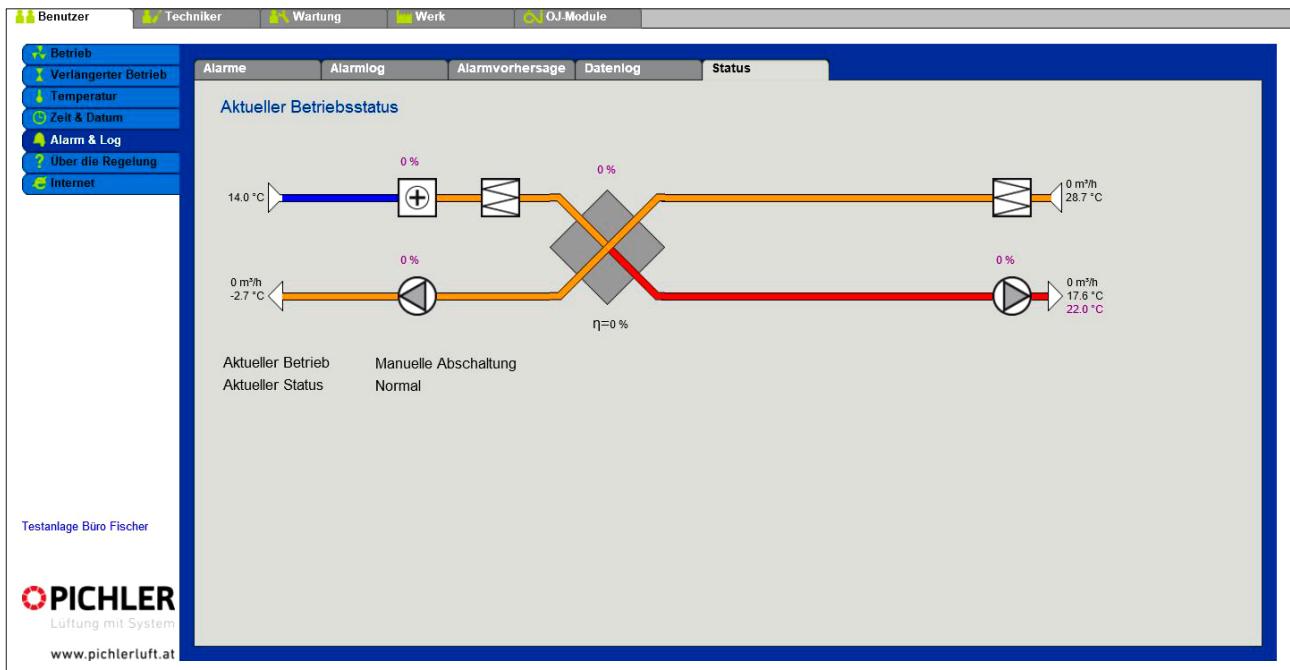 Benutzer
Techniker
Wartung
Werk
OJ-Module
Betrieb
Verlängerter Betrieb
Temperatur
Zeit & Datum
Alarm & Log
Über die Regelung
Internet
Alarme
Alarmlog
Alarmvorhersage
Datenlog
Status
Aktueller Betriebsstatus
0 %
0 %
14.0 °C
0 m³/h
28.7 °C
0 %
0 %
0 m³/h
-2.7 °C
0 m³/h
17.6 °C
22.0 °C
η=0 %
Aktueller Betrieb Manuelle Abschaltung
Aktueller Status Normal
Testanlage Büro Fischer
PICHLER
Lüftung mit System
www.pichlerluft.at